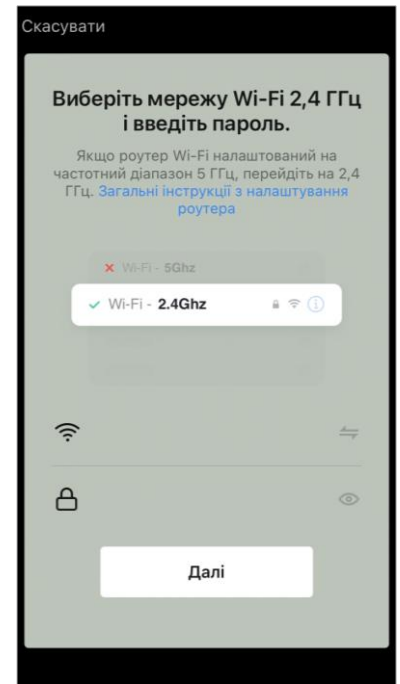 Скасувати
Виберіть мережу Wi-Fi 2,4 ГГц
і введіть пароль.
Якщо роутер Wi-Fi налаштований на
частотний діапазон 5 ГГц, перейдіть на 2,4
ГГц. Загальні інструкції з налаштування
роутера
Wi-Fi - 5Ghz
Wi-Fi - 2.4Ghz
Далі